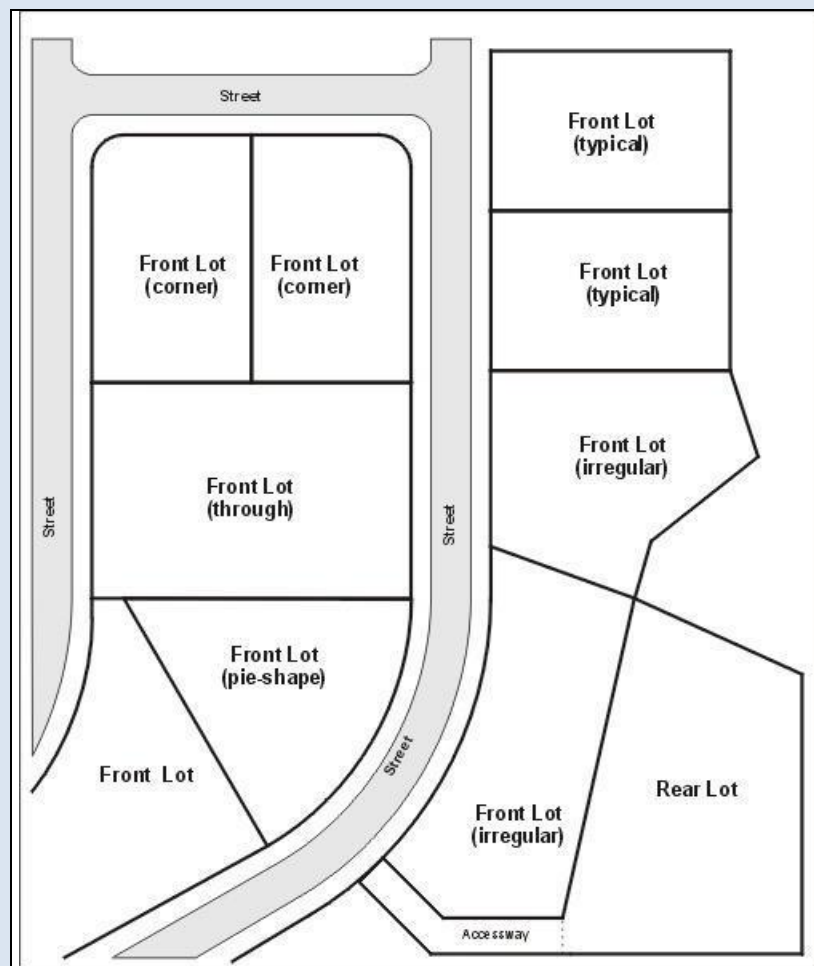 Street
Front Lot
(typical)
Front Lot
(corner)
Front Lot
(corner)
Front Lot
(typical)
Front Lot
(irregular)
Front Lot
(through)
Street
Street
Front Lot
(pie-shape)
Street
Front Lot
Rear Lot
Front Lot
(irregular)
Accessway